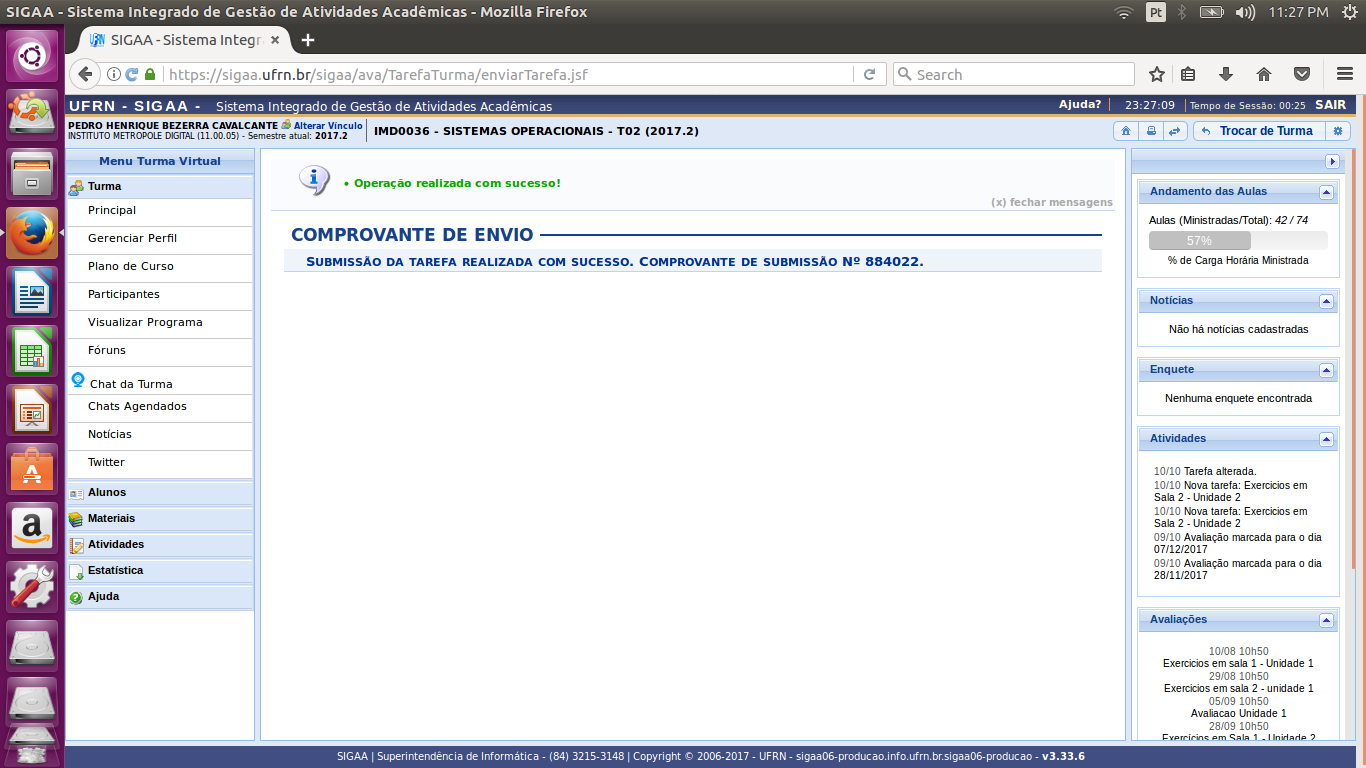 SIGAA - Sistema Integrado de Gestão de Atividades Acadêmicas - Mozilla Firefox
Pt
11:27 PM
UFRN
SIGAA - Sistema Integr
https://sigaa.ufrn.br/sigaa/ava/TarefaTurma/enviarTarefa.jsf
Search
UFRN - SIGAA - Sistema Integrado de Gestão de Atividades Acadêmicas
Ajuda?
23:27:09
Tempo de Sessão: 00:25
SAIR
PEDRO HENRIQUE BEZERRA CAVALCANTE Alterar Vínculo
INSTITUTO METROPOLE DIGITAL (11.00.05) - Semestre atual: 2017.2
IMD0036 - SISTEMAS OPERACIONAIS - T02 (2017.2)
Trocar de Turma
Menu Turma Virtual
Turma
Principal
Gerenciar Perfil
Plano de Curso
Participantes
Visualizar Programa
Fóruns
Chat da Turma
Chats Agendados
Notícias
Twitter
Alunos
Materiais
Atividades
Estatística
Ajuda
• Operação realizada com sucesso!
(x) fechar mensagens
COMPROVANTE DE ENVIO
SUBMISSÃO DA TAREFA REALIZADA COM SUCESSO. COMPROVANTE DE SUBMISSÃO Nº 884022.
Andamento das Aulas
Aulas (Ministradas/Total): 42 / 74
57%
% de Carga Horária Ministrada
Notícias
Não há notícias cadastradas
Enquete
Nenhuma enquete encontrada
Atividades
10/10 Tarefa alterada.
10/10 Nova tarefa: Exercicios em
Sala 2 - Unidade 2
10/10 Nova tarefa: Exercicios em
Sala 2 - Unidade 2
09/10 Avaliação marcada para o dia
07/12/2017
09/10 Avaliação marcada para o dia
28/11/2017
Avaliações
10/08 10h50
Exercicios em sala 1 - Unidade 1
29/08 10h50
Exercicios em sala 2 - unidade 1
05/09 10h50
Avaliacao Unidade 1
28/09 10h50
Exercícios em Sala 1 - Unidade 2
SIGAA | Superintendência de Informática - (84) 3215-3148 | Copyright © 2006-2017 - UFRN - sigaa06-producao.info.ufrn.br.sigaa06-producao - v3.33.6